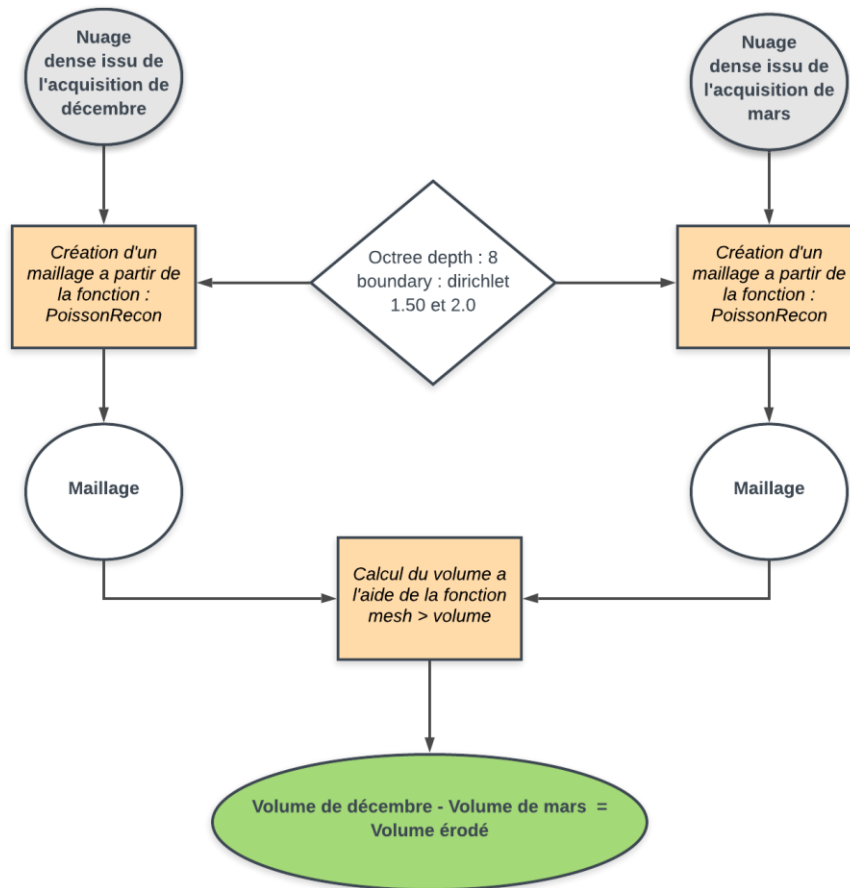 Nuage
dense issu de
l'acquisition de
décembre
Nuage
dense issu de
l'acquisition de
mars
Création d'un
maillage a partir de
la fonction :
PoissonRecon
Octree depth : 8
boundary : dirichlet
1.50 et 2.0
Création d'un
maillage a partir de
la fonction :
PoissonRecon
Maillage
Maillage
Calcul du volume a
l'aide de la fonction
mesh > volume
Volume de décembre - Volume de mars =
Volume érodé